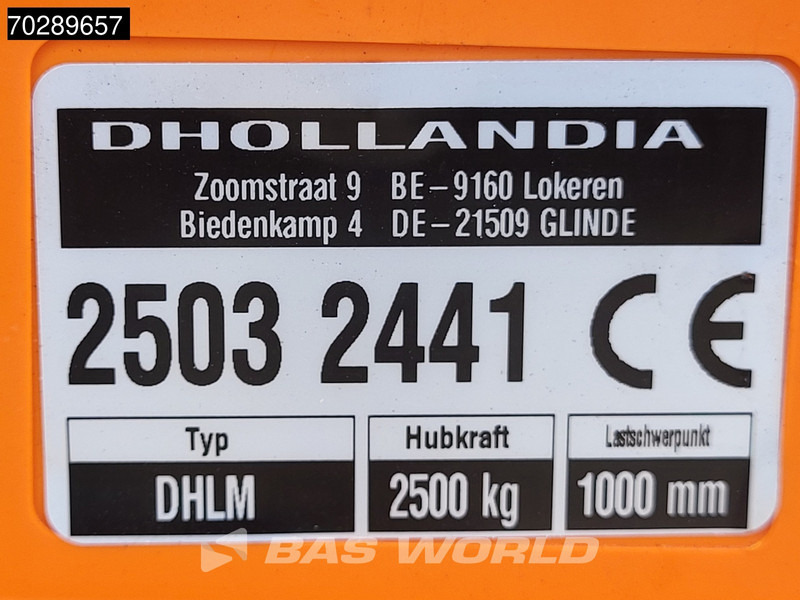 70289657
DHOLLANDIA
Zoomstraat 9 BE-9160 Lokeren
Biedenkamp 4 DE-21509 GLINDE
2503 2441 CE
Typ Hubkraft Lastschwerpunkt
DHLM 2500 kg 1000 mm
BAS WORLD